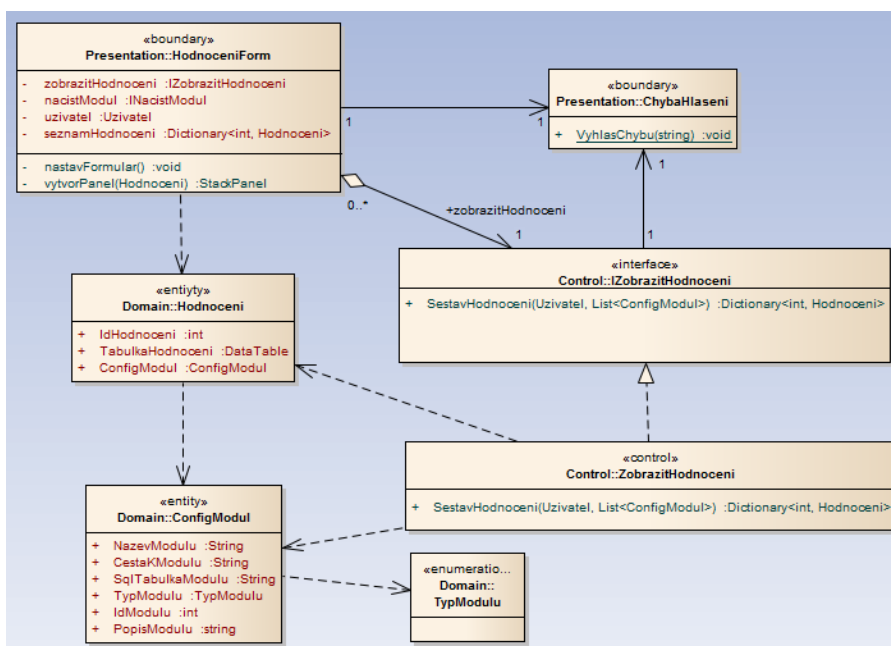 «boundary»
Presentation::HodnoceniForm
- zobrazitHodnoceni :IZobrazitHodnoceni
- nacistModul :INacistModul
- uzivatel :Uzivatel
- seznamHodnoceni :Dictionary<int, Hodnoceni>
- nastavFormular() :void
- vytvorPanel(Hodnoceni) :StackPanel
«boundary»
Presentation::ChybaHlaseni
+ VyhlasChybu(string) :void
1
1
0..*
+zobrazitHodnoceni
1
1
1
«interface»
Control::IZobrazitHodnoceni
+ SestavHodnoceni(Uzivatel, List<ConfigModul>) :Dictionary<int, Hodnoceni>
«entiyty»
Domain::Hodnoceni
+ IdHodnoceni :int
+ TabulkaHodnoceni :DataTable
+ ConfigModul :ConfigModul
«control»
Control::ZobrazitHodnoceni
+ SestavHodnoceni(Uzivatel, List<ConfigModul>) :Dictionary<int, Hodnoceni>
«entity»
Domain::ConfigModul
+ NazevModulu :String
+ CestaKModulu :String
+ SqlTabulkaModulu :String
+ TypModulu :TypModulu
+ IdModulu :int
+ PopisModulu :string
«enumeratio...
Domain::
TypModulu